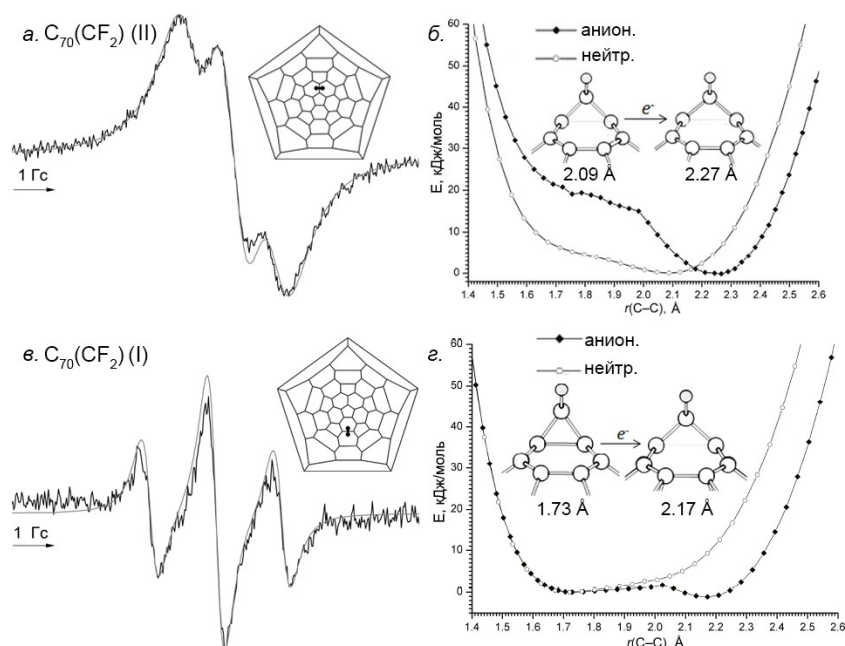 а. C₇₀(CF₂) (II)
1 Гс
б.
анион.
нейтр.
E, кДж/моль
60
50
40
30
20
10
0
e⁻
2.09 Å
2.27 Å
1.4 1.5 1.6 1.7 1.8 1.9 2.0 2.1 2.2 2.3 2.4 2.5 2.6
r(C–C), Å
в. C₇₀(CF₂) (I)
1 Гс
г.
анион.
нейтр.
E, кДж/моль
60
50
40
30
20
10
0
e⁻
1.73 Å
2.17 Å
1.4 1.5 1.6 1.7 1.8 1.9 2.0 2.1 2.2 2.3 2.4 2.5 2.6
r(C–C), Å